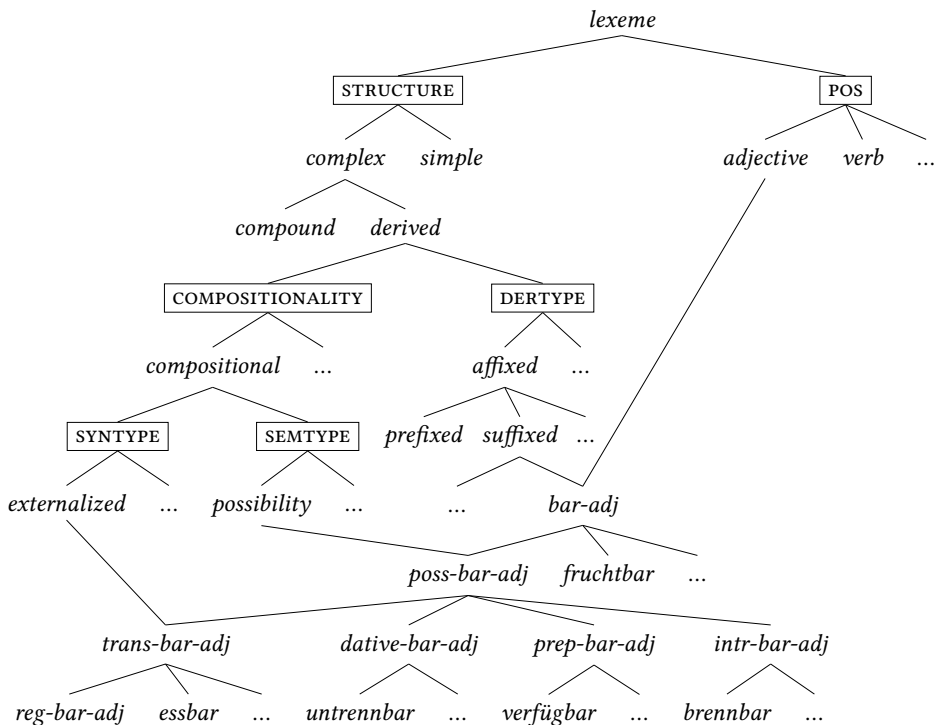 lexeme
STRUCTURE POS
complex simple adjective verb ...
compound derived
COMPOSITIONALITY DERTYPE
compositional ... affixed ...
SYNTYPE SEMTYPE prefixed suffixed ...
externalized ... possibility ... ... bar-adj
poss-bar-adj fruchtbar ...
trans-bar-adj dative-bar-adj prep-bar-adj intr-bar-adj
reg-bar-adj essbar ... untrennbar ... verfügbar ... brennbar ...